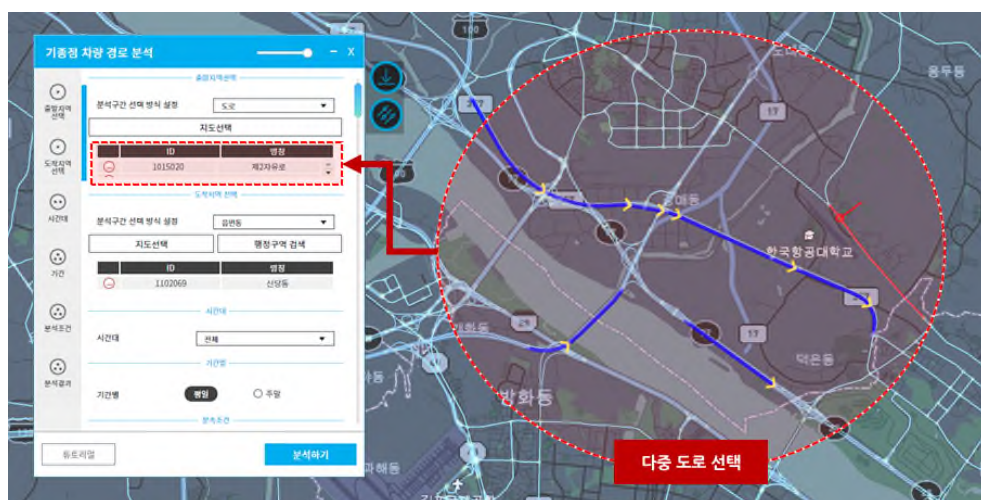 기종점 차량 경로 분석
x
출발지역선택
출발지역
선택
분석구간 선택 방식 설정
도로
지도선택
ID 명칭
1015020 제2자유로
도착지역
선택
도착지역 선택
시간대
분석구간 선택 방식 설정
읍면동
지도선택
행정구역 검색
기간
ID 명칭
1102069 신당동
분석조건
시간대
시간대
전체
분석결과
기간별
기간별
평일
주말
분석조건
튜토리얼
분석하기
다중 도로 선택
100
17
용두동
한국항공대학교
17
덕은동
방화동
29